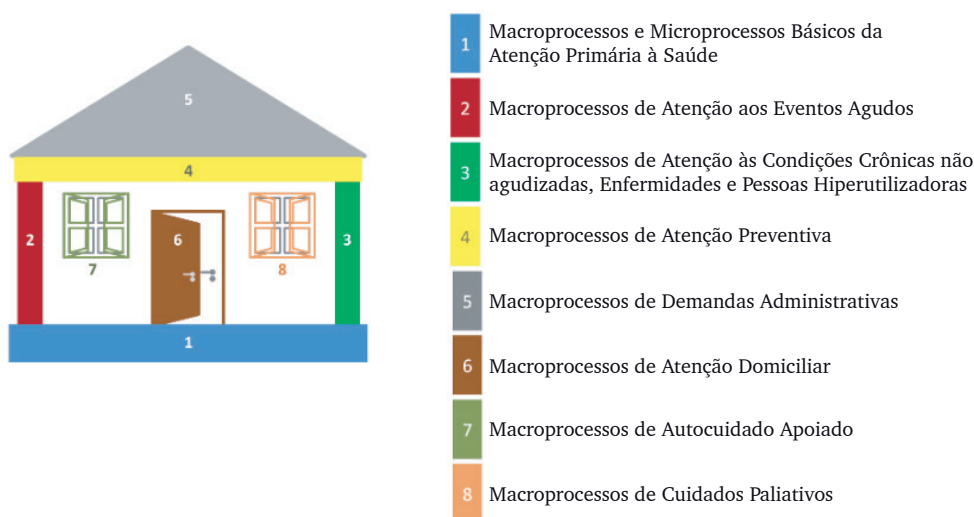 5
4
2
6
3
7
8
1
1
Macroprocessos e Microprocessos Básicos da
Atenção Primária à Saúde
2
Macroprocessos de Atenção aos Eventos Agudos
3
Macroprocessos de Atenção às Condições Crônicas não
agudizadas, Enfermidades e Pessoas Hiperutilizadoras
4
Macroprocessos de Atenção Preventiva
5
Macroprocessos de Demandas Administrativas
6
Macroprocessos de Atenção Domiciliar
7
Macroprocessos de Autocuidado Apoiado
8
Macroprocessos de Cuidados Paliativos